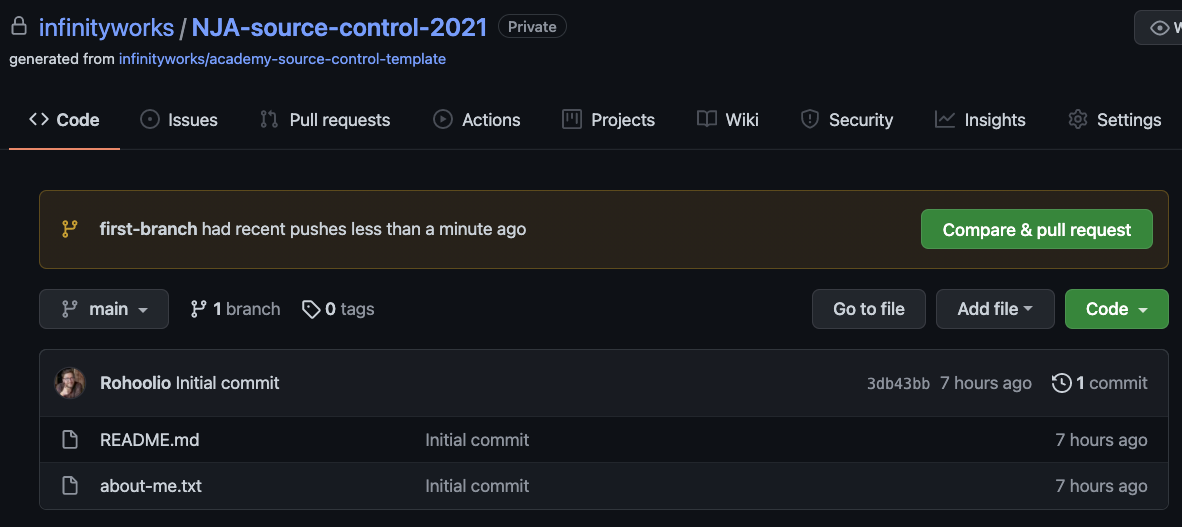 infinityworks / NJA-source-control-2021 Private
generated from infinityworks/academy-source-control-template
Code Issues Pull requests Actions Projects Wiki Security Insights Settings
first-branch had recent pushes less than a minute ago Compare & pull request
main 1 branch 0 tags Go to file Add file Code
Rohoolio Initial commit 3db43bb 7 hours ago 1 commit
README.md Initial commit 7 hours ago
about-me.txt Initial commit 7 hours ago